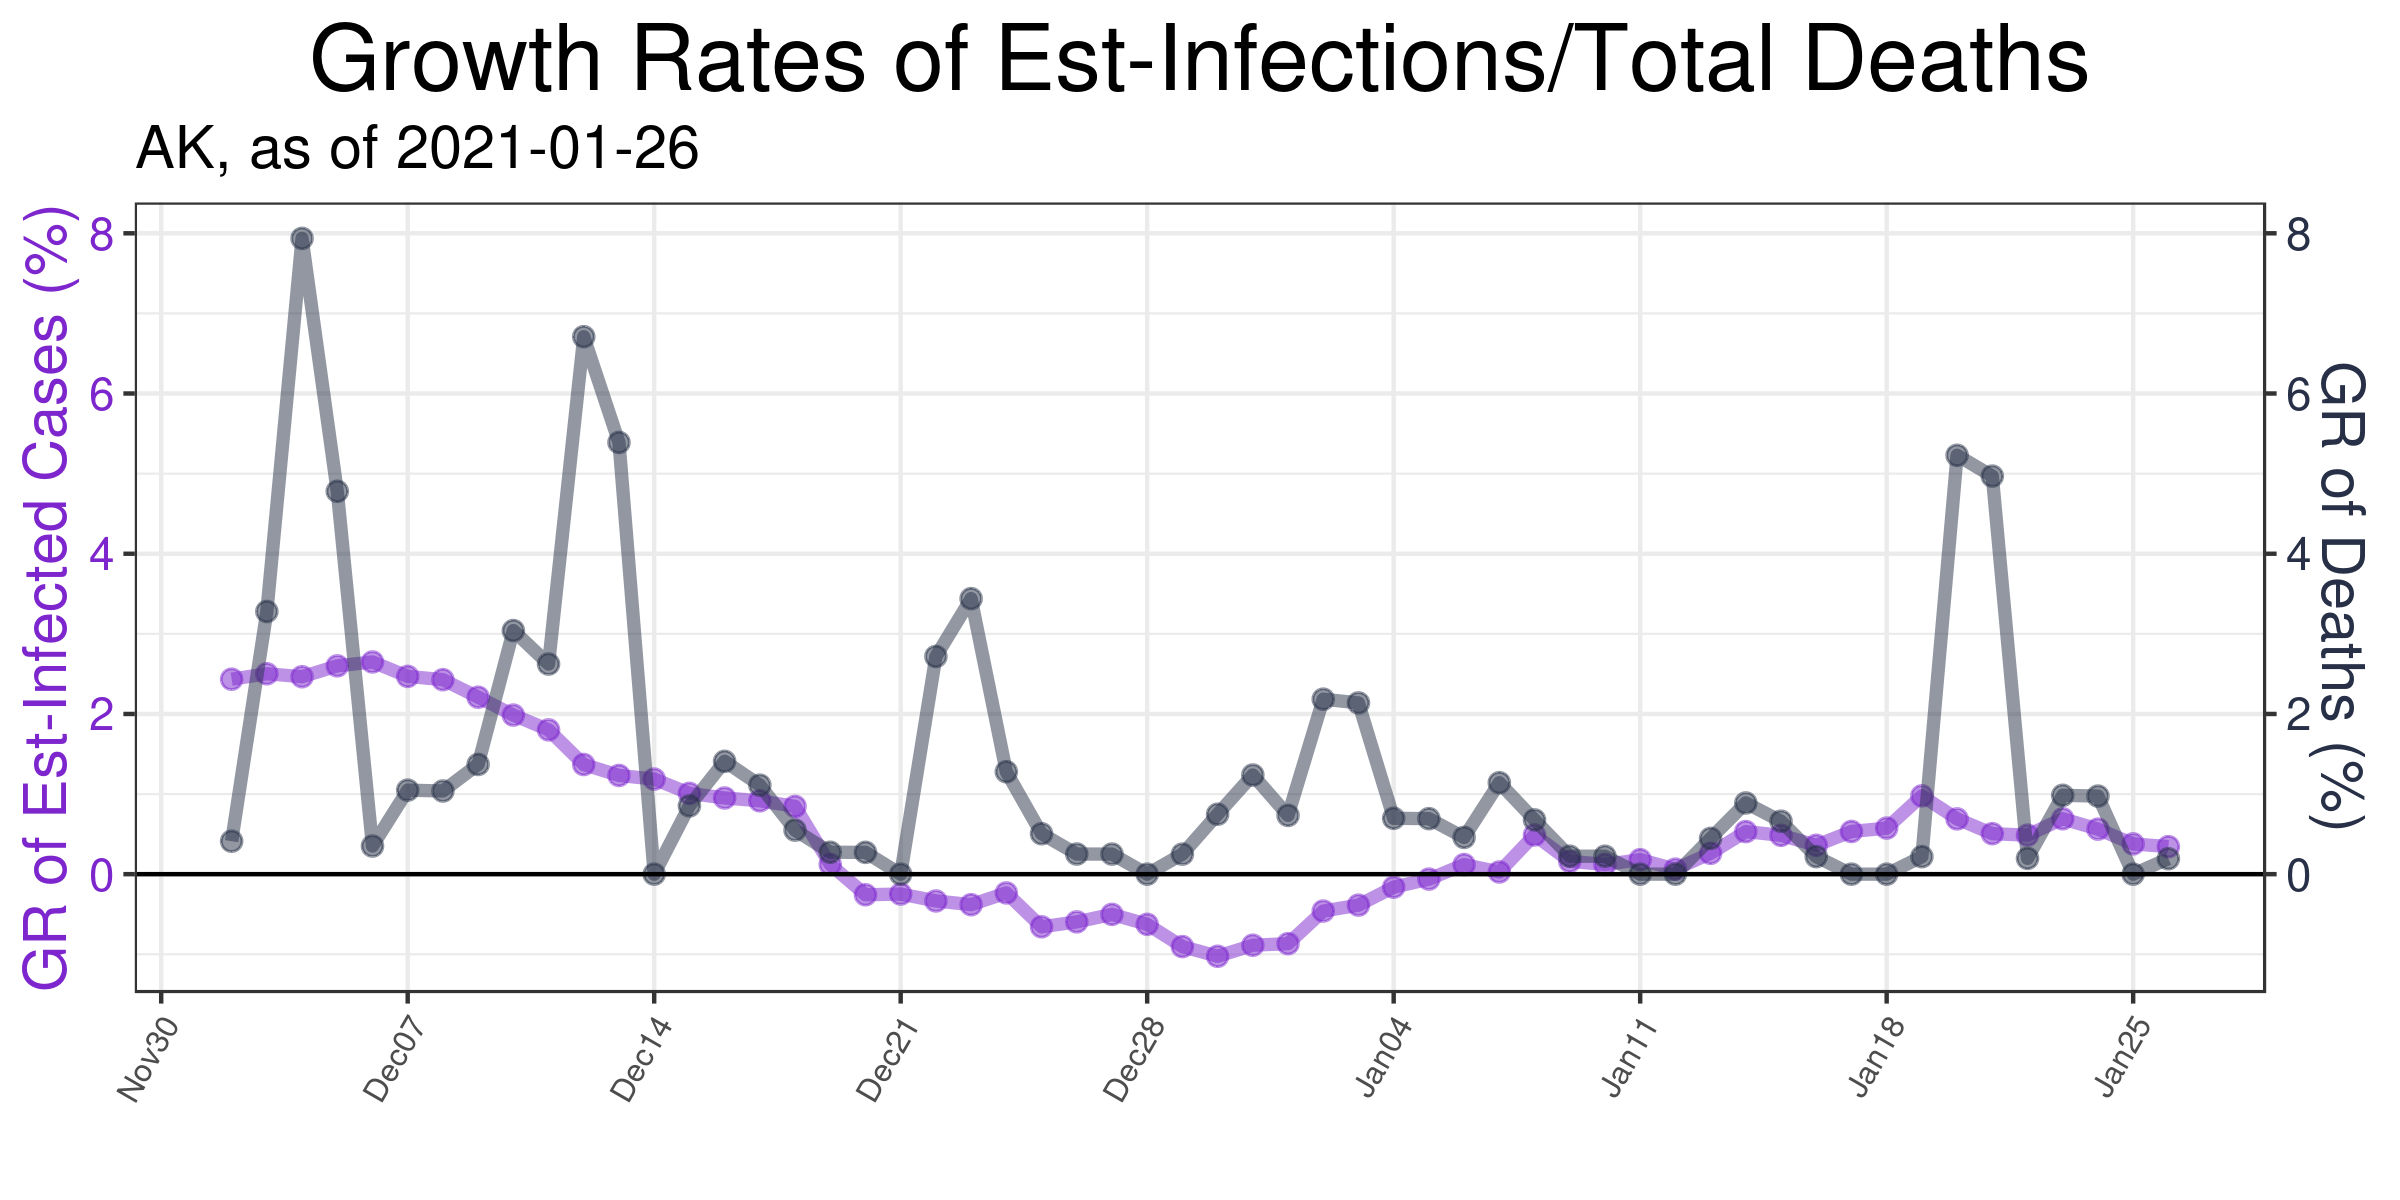 Growth Rates of Est-Infections/Total Deaths
AK, as of 2021-01-26
GR of Est-Infected Cases (%)
8
6
4
2
0
8
6
4
2
0
GR of Deaths (%)
Nov30
Dec07
Dec14
Dec21
Dec28
Jan04
Jan11
Jan18
Jan25